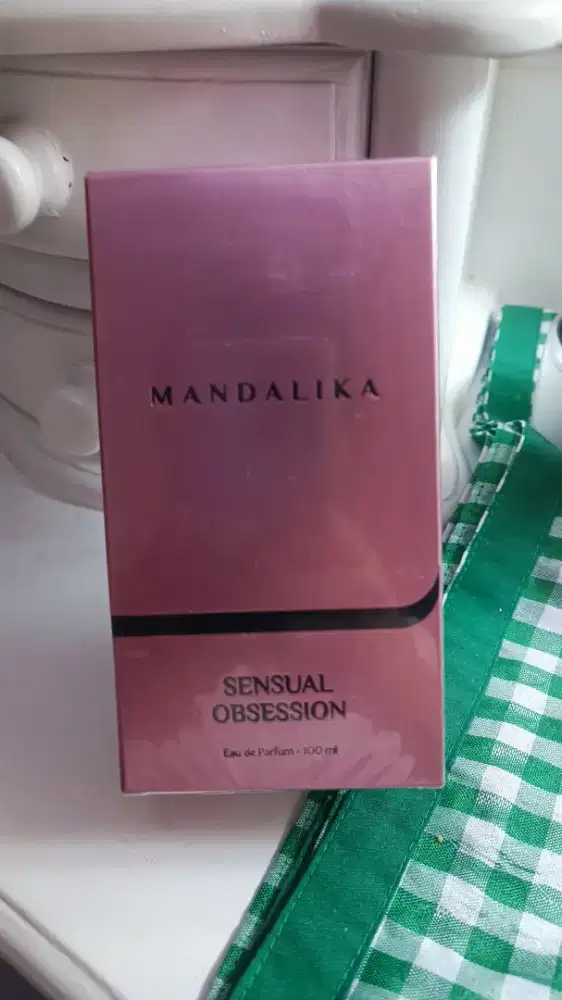 MANDALIKA
SENSUAL
OBSESSION
Eau de Parfum - 100 ml